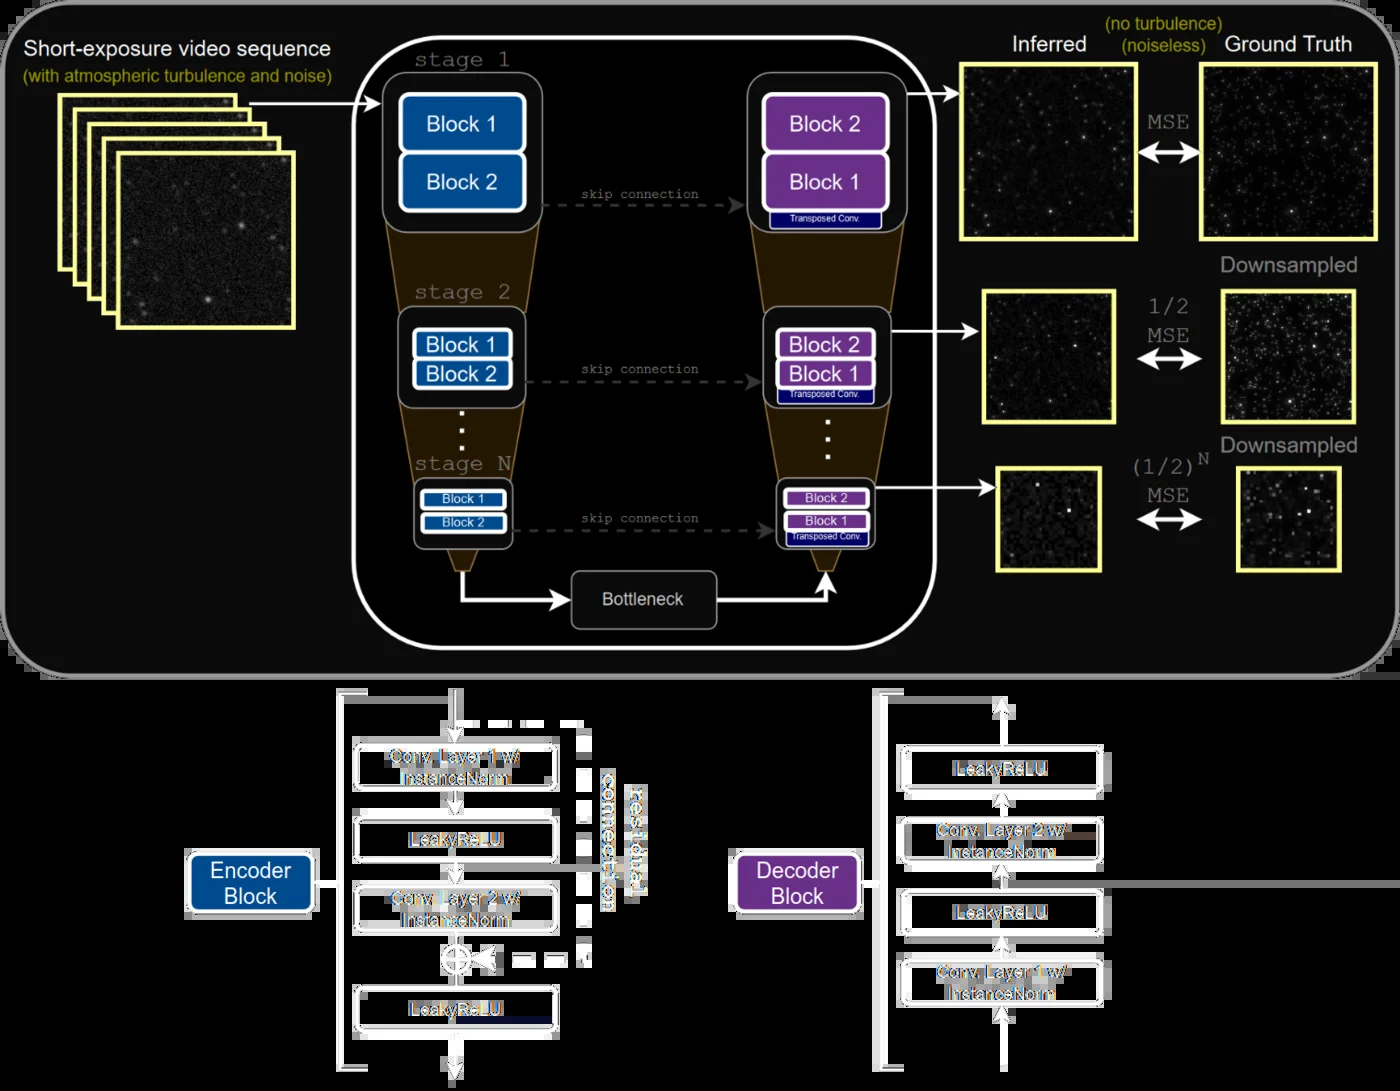 Short-exposure video sequence
(with atmospheric turbulence and noise)
stage 1
Block 1
Block 2
skip connection
Block 2
Block 1
Transposed Conv.
stage 2
Block 1
Block 2
skip connection
Block 2
Block 1
Transposed Conv.
stage N
Block 1
Block 2
skip connection
Block 2
Block 1
Transposed Conv.
Bottleneck
(no turbulence)
(noiseless)
Inferred
Ground Truth
MSE
Downsampled
1/2
MSE
Downsampled
(1/2)^N
MSE
Encoder
Block
Conv. Layer 1 w/
InstanceNorm
LeakyReLU
Conv. Layer 2 w/
InstanceNorm
LeakyReLU
residual
connection
Decoder
Block
LeakyReLU
Conv. Layer 2 w/
InstanceNorm
LeakyReLU
Conv. Layer 1 w/
InstanceNorm